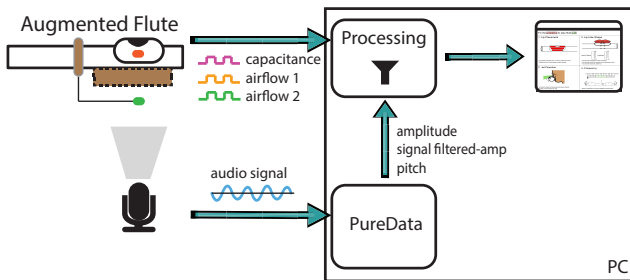 Augmented Flute
capacitance
airflow 1
airflow 2
Processing
amplitude
signal filtered-amp
pitch
audio signal
PureData
PC